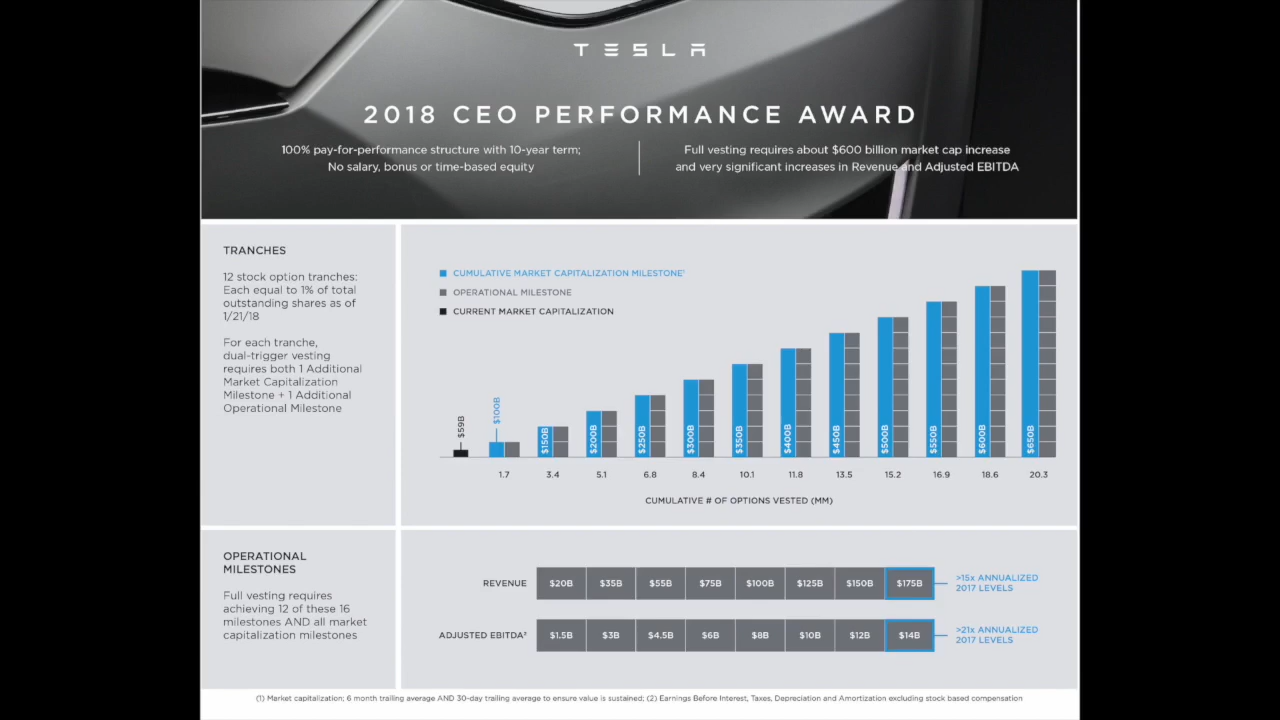 TESLA
2018 CEO PERFORMANCE AWARD
100% pay-for-performance structure with 10-year term;
No salary, bonus or time-based equity
Full vesting requires about $600 billion market cap increase
and very significant increases in Revenue and Adjusted EBITDA
TRANCHES
12 stock option tranches:
Each equal to 1% of total
outstanding shares as of
1/21/18
For each tranche,
dual-trigger vesting
requires both 1 Additional
Market Capitalization
Milestone + 1 Additional
Operational Milestone
CUMULATIVE MARKET CAPITALIZATION MILESTONE¹
OPERATIONAL MILESTONE
CURRENT MARKET CAPITALIZATION
$59B $100B $150B $200B $250B $300B $350B $400B $450B $500B $550B $600B $650B
1.7 3.4 5.1 6.8 8.4 10.1 11.8 13.5 15.2 16.9 18.6 20.3
CUMULATIVE # OF OPTIONS VESTED (MM)
OPERATIONAL
MILESTONES
Full vesting requires
achieving 12 of these 16
milestones AND all market
capitalization milestones
REVENUE $20B $35B $55B $75B $100B $125B $150B $175B
>15x ANNUALIZED
2017 LEVELS
ADJUSTED EBITDA² $1.5B $3B $4.5B $6B $8B $10B $12B $14B
>21x ANNUALIZED
2017 LEVELS
(1) Market capitalization; 6 month trailing average AND 30-day trailing average to ensure value is sustained; (2) Earnings Before Interest, Taxes, Depreciation and Amortization excluding stock based compensation